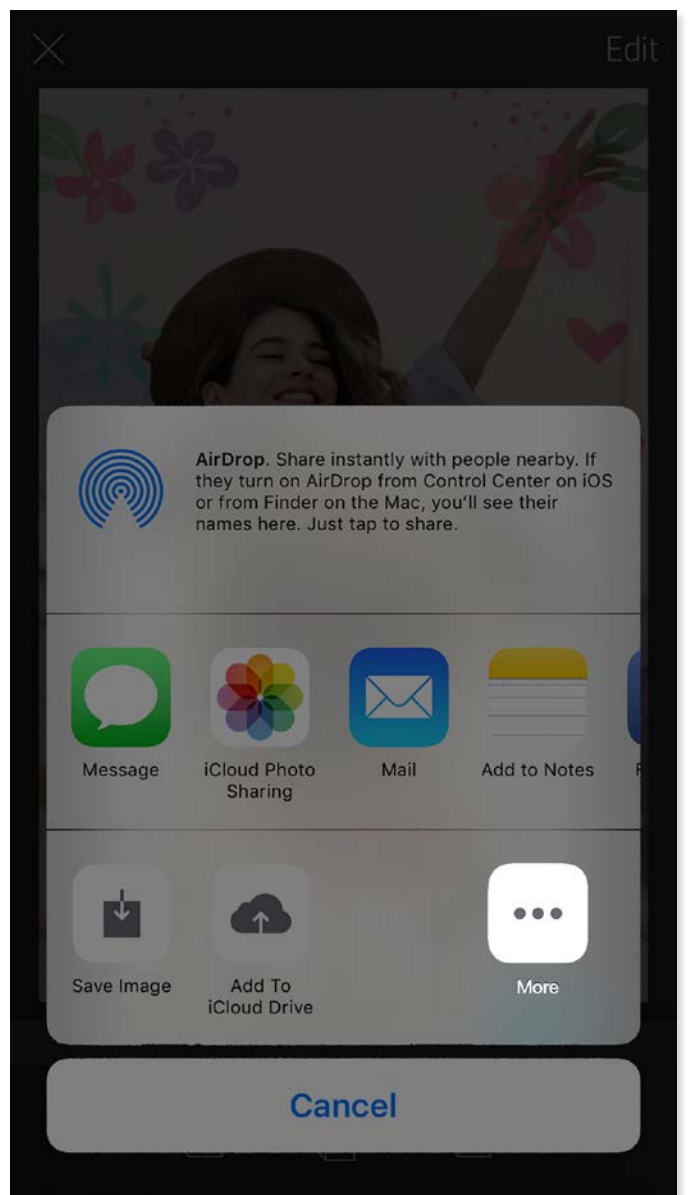 Edit
AirDrop. Share instantly with people nearby. If
they turn on AirDrop from Control Center on iOS
or from Finder on the Mac, you'll see their
names here. Just tap to share.
Message
iCloud Photo
Sharing
Mail
Add to Notes
Save Image
Add To
iCloud Drive
More
Cancel